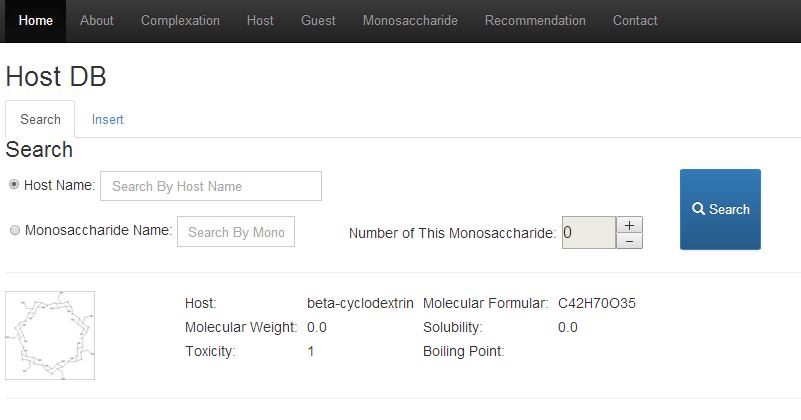 Home About Complexation Host Guest Monosaccharide Recommendation Contact
Host DB
Search Insert
Search
Host Name: Search By Host Name
Search
Monosaccharide Name: Search By Mono Number of This Monosaccharide: 0 + −
Host: beta-cyclodextrin Molecular Formular: C42H70O35
Molecular Weight: 0.0 Solubility: 0.0
Toxicity: 1 Boiling Point: